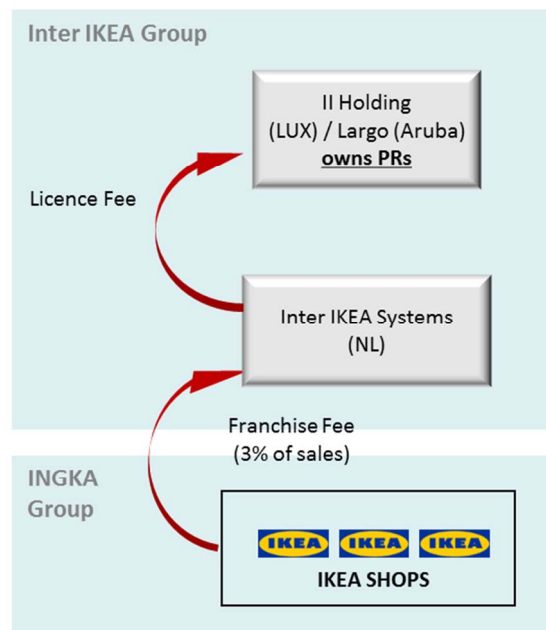 Inter IKEA Group
II Holding
(LUX) / Largo (Aruba)
owns PRs
Licence Fee
Inter IKEA Systems
(NL)
Franchise Fee
(3% of sales)
INGKA
Group
IKEA IKEA IKEA
IKEA SHOPS